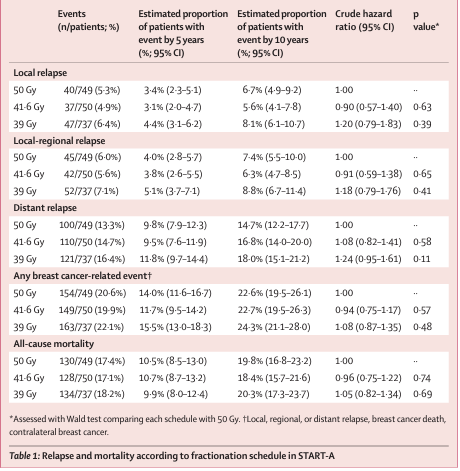 Events Estimated proportion Estimated proportion Crude hazard p
(n/patients; %) of patients with of patients with ratio (95% CI) value*
event by 5 years event by 10 years
(%; 95% CI) (%; 95% CI)
Local relapse
50 Gy 40/749 (5·3%) 3·4% (2·3–5·1) 6·7% (4·9–9·2) 1·00 ..
41·6 Gy 37/750 (4·9%) 3·1% (2·0–4·7) 5·6% (4·1–7·8) 0·90 (0·57–1·40) 0·63
39 Gy 47/737 (6·4%) 4·4% (3·1–6·2) 8·1% (6·1–10·7) 1·20 (0·79–1·83) 0·39
Local-regional relapse
50 Gy 45/749 (6·0%) 4·0% (2·8–5·7) 7·4% (5·5–10·0) 1·00 ..
41·6 Gy 42/750 (5·6%) 3·8% (2·6–5·5) 6·3% (4·7–8·5) 0·91 (0·59–1·38) 0·65
39 Gy 52/737 (7·1%) 5·1% (3·7–7·1) 8·8% (6·7–11·4) 1·18 (0·79–1·76) 0·41
Distant relapse
50 Gy 100/749 (13·3%) 9·8% (7·9–12·3) 14·7% (12·2–17·7) 1·00 ..
41·6 Gy 110/750 (14·7%) 9·5% (7·6–11·9) 16·8% (14·0–20·0) 1·08 (0·82–1·41) 0·58
39 Gy 121/737 (16·4%) 11·8% (9·7–14·4) 18·0% (15·1–21·2) 1·24 (0·95–1·61) 0·11
Any breast cancer-related event†
50 Gy 154/749 (20·6%) 14·0% (11·6–16·7) 22·6% (19·5–26·1) 1·00 ..
41·6 Gy 149/750 (19·9%) 11·7% (9·5–14·2) 22·7% (19·5–26·3) 0·94 (0·75–1·17) 0·57
39 Gy 163/737 (22·1%) 15·5% (13·0–18·3) 24·3% (21·1–28·0) 1·08 (0·87–1·35) 0·48
All-cause mortality
50 Gy 130/749 (17·4%) 10·5% (8·5–13·0) 19·8% (16·8–23·2) 1·00 ..
41·6 Gy 128/750 (17·1%) 10·7% (8·7–13·2) 18·4% (15·7–21·6) 0·96 (0·75–1·22) 0·74
39 Gy 134/737 (18·2%) 9·9% (8·0–12·4) 20·3% (17·3–23·7) 1·05 (0·82–1·34) 0·69
*Assessed with Wald test comparing each schedule with 50 Gy. †Local, regional, or distant relapse, breast cancer death,
contralateral breast cancer.
Table 1: Relapse and mortality according to fractionation schedule in START-A